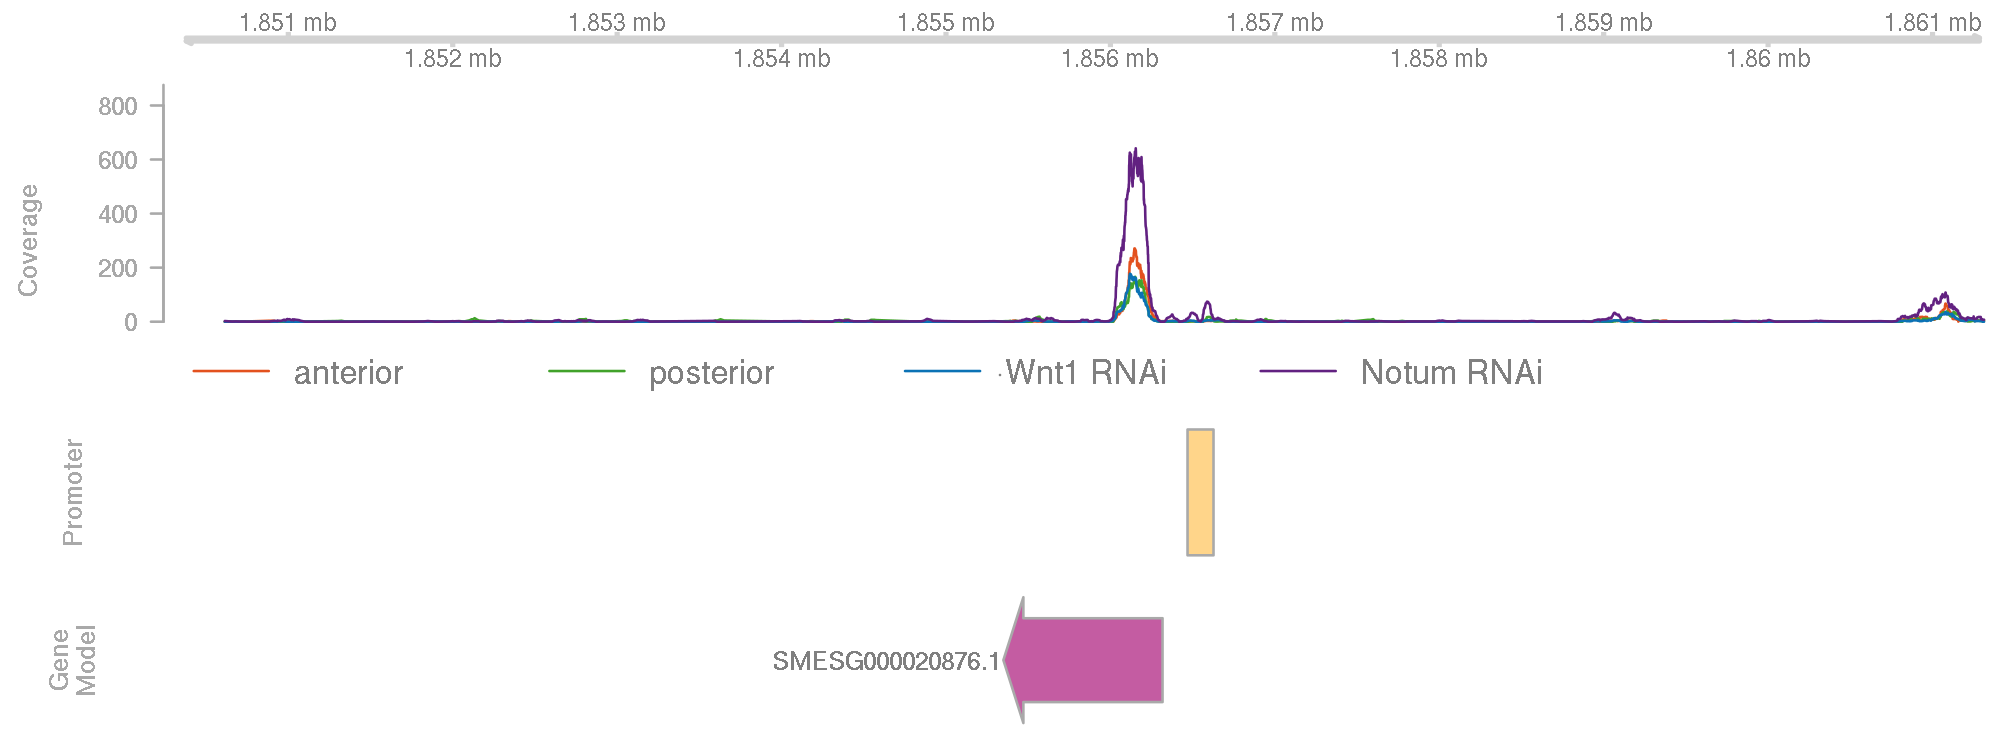 1.851 mb 1.853 mb 1.855 mb 1.857 mb 1.859 mb 1.861 mb
1.852 mb 1.854 mb 1.856 mb 1.858 mb 1.86 mb
Coverage
800
600
400
200
0
anterior posterior Wnt1 RNAi Notum RNAi
Promoter
Gene
Model
SMESG000020876.1